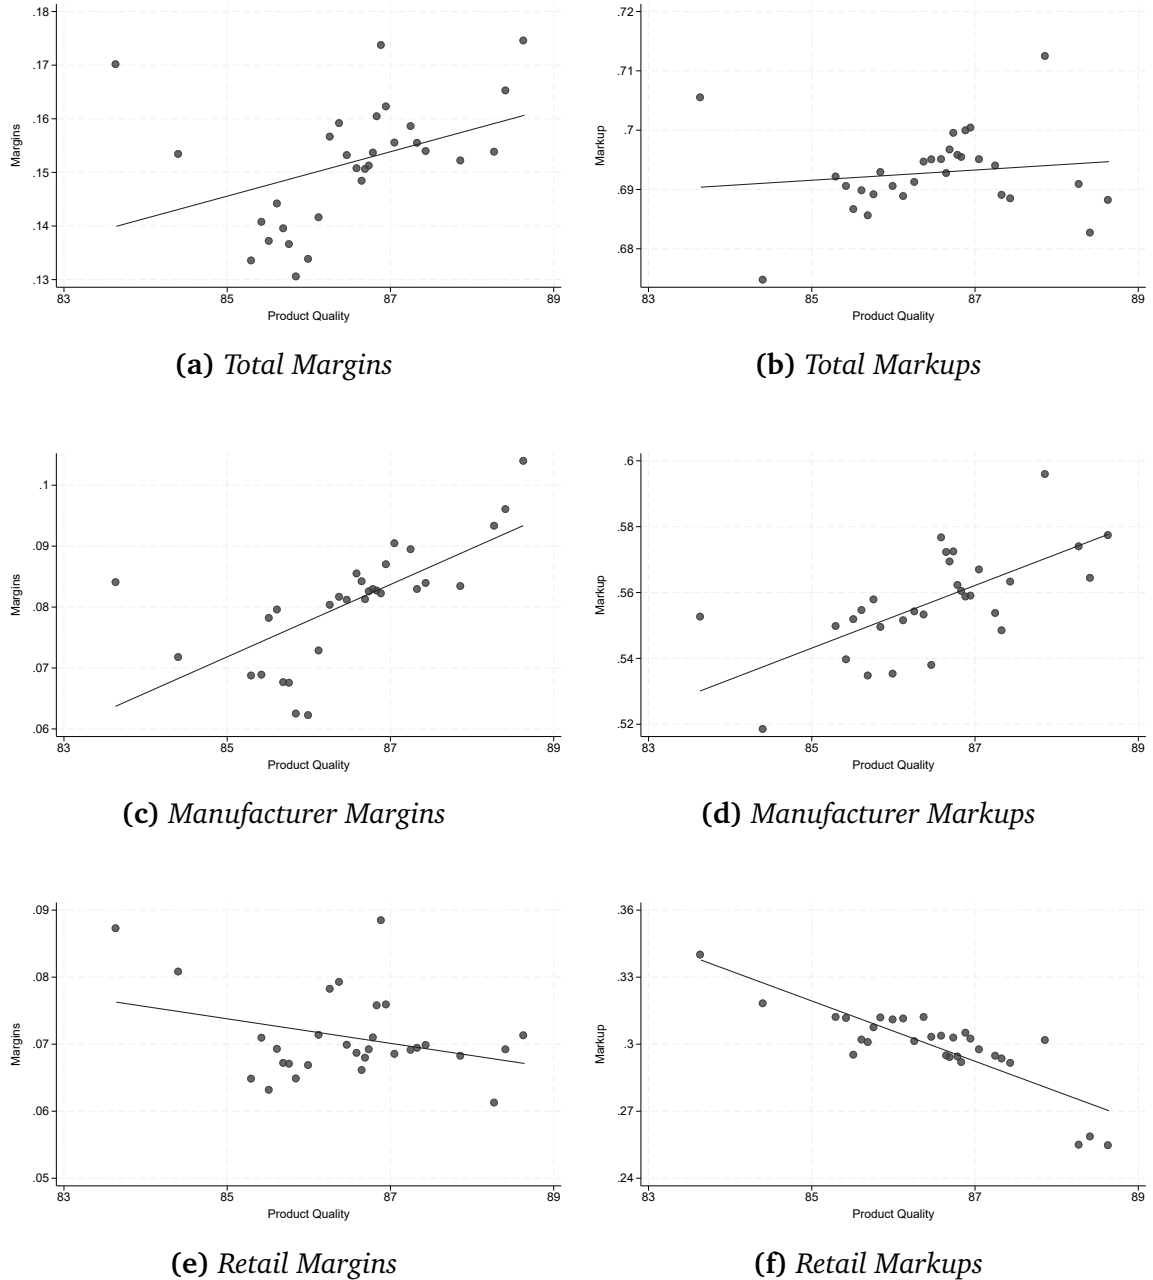 .18
.17
.16
.15
.14
.13
Margins
83 85 87 89
Product Quality
(a) Total Margins
.72
.71
.7
.69
.68
Markup
83 85 87 89
Product Quality
(b) Total Markups
.1
.09
.08
.07
.06
Margins
83 85 87 89
Product Quality
(c) Manufacturer Margins
.6
.58
.56
.54
.52
Markup
83 85 87 89
Product Quality
(d) Manufacturer Markups
.09
.08
.07
.06
.05
Margins
83 85 87 89
Product Quality
(e) Retail Margins
.36
.33
.3
.27
.24
Markup
83 85 87 89
Product Quality
(f) Retail Markups